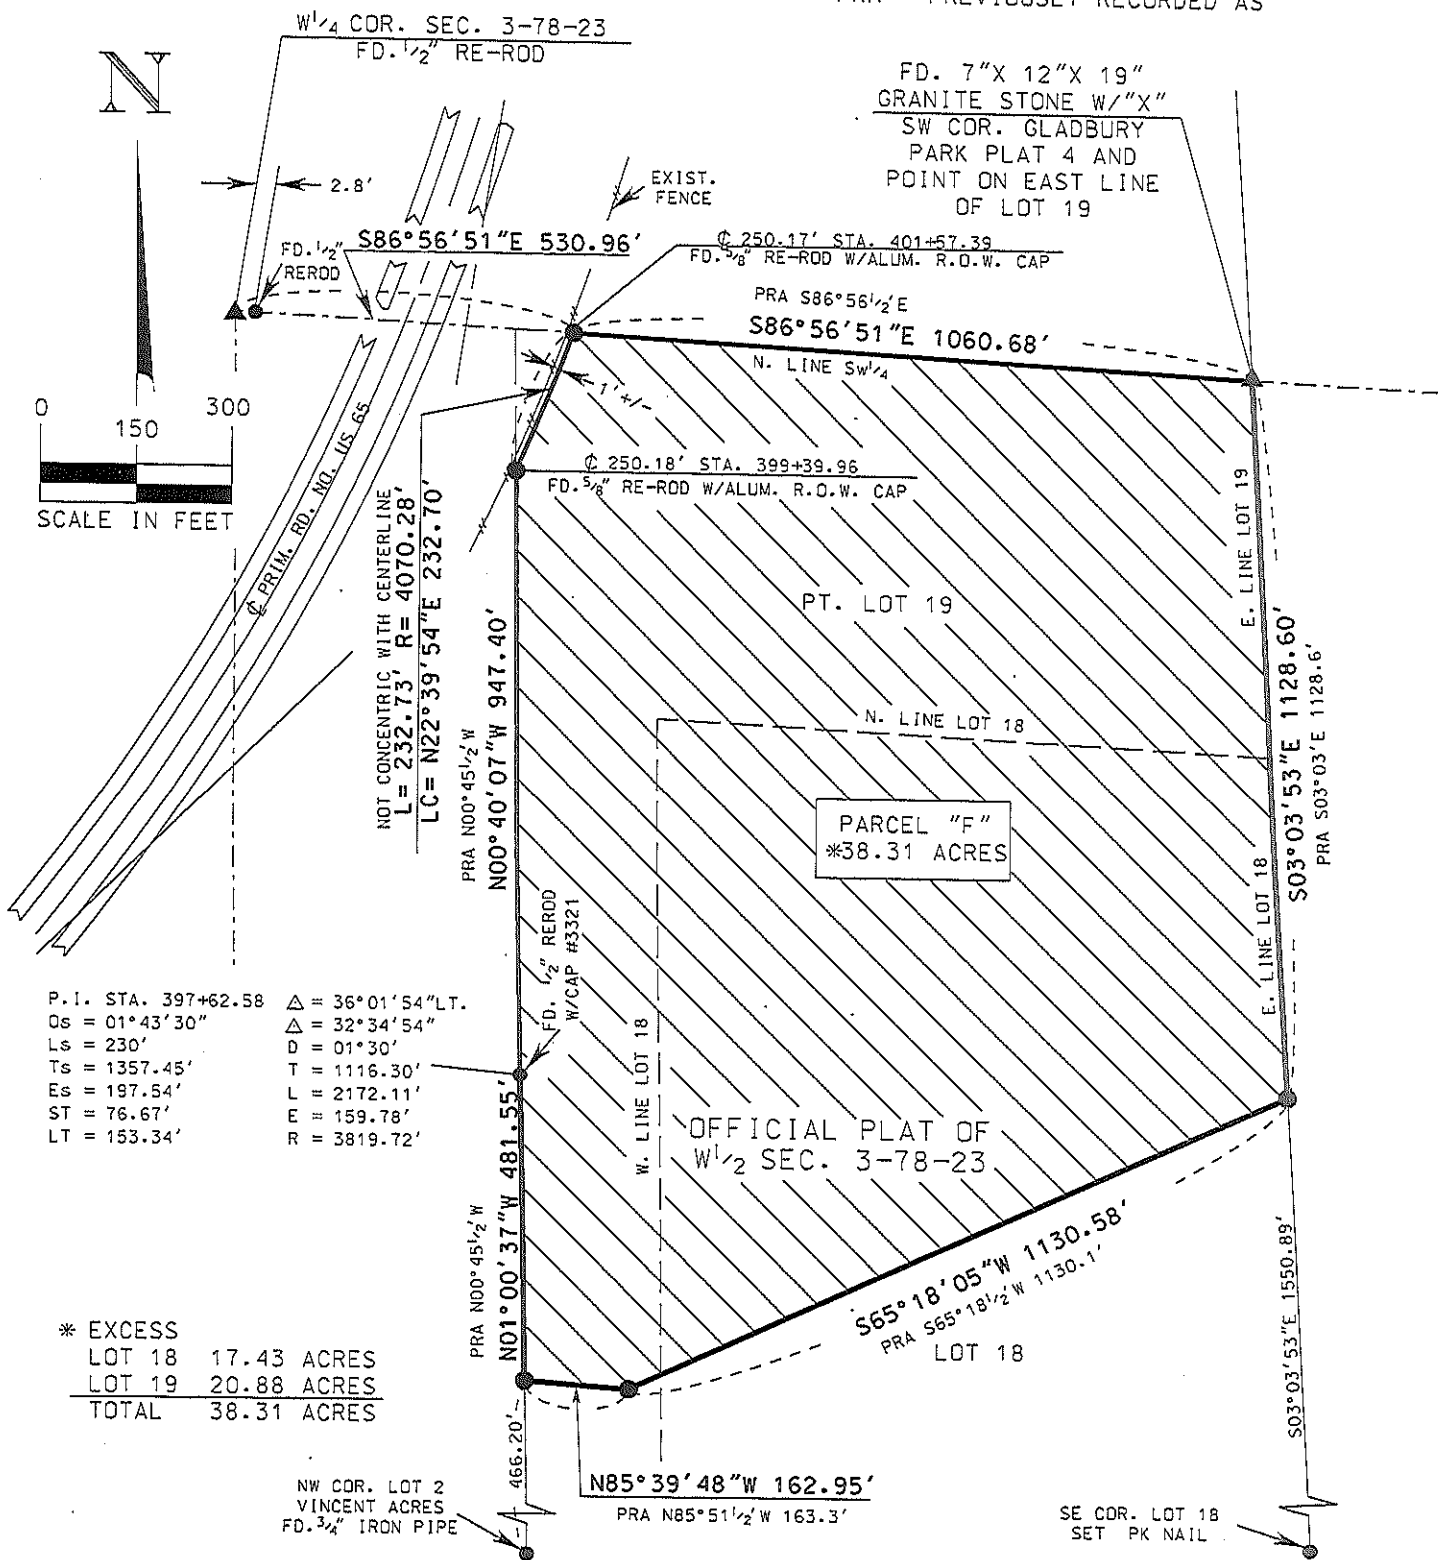 PRA - PREVIOUSLY RECORDED AS
W1/4 COR. SEC. 3-78-23
FD. 1/2" RE-ROD
N
FD. 7"X 12"X 19"
GRANITE STONE W/"X"
SW COR. GLADBURY
PARK PLAT 4 AND
POINT ON EAST LINE
OF LOT 19
2.8'
EXIST.
FENCE
FD. 1/2"
REROD
S86°56'51"E 530.96'
℄ 250.17' STA. 401+57.39
FD. 5/8" RE-ROD W/ALUM. R.O.W. CAP
PRA S86°56 1/2'E
S86°56'51"E 1060.68'
N. LINE SW1/4
1'+/-
0 150 300
SCALE IN FEET
℄ PRIM. RD. NO. US 65
℄ 250.18' STA. 399+39.96
FD. 5/8" RE-ROD W/ALUM. R.O.W. CAP
NOT CONCENTRIC WITH CENTERLINE
L= 232.73' R= 4070.28'
LC= N22°39'54"E 232.70'
PRA N00°45 1/2'W
N00°40'07"W 947.40'
E. LINE LOT 19
PT. LOT 19
N. LINE LOT 18
S03°03'53"E 1128.60'
PRA S03°03'E 1128.6'
PARCEL "F"
*38.31 ACRES
E. LINE LOT 18
FD. 1/2" REROD
W/CAP #3321
P.I. STA. 397+62.58 △ = 36°01'54"LT.
Os = 01°43'30" △ = 32°34'54"
Ls = 230' D = 01°30'
Ts = 1357.45' T = 1116.30'
Es = 197.54' L = 2172.11'
ST = 76.67' E = 159.78'
LT = 153.34' R = 3819.72'
W. LINE LOT 18
OFFICIAL PLAT OF
W1/2 SEC. 3-78-23
PRA N00°45 1/2'W
N01°00'37"W 481.55'
S65°18'05"W 1130.58'
PRA S65°18 1/2'W 1130.1'
LOT 18
S03°03'53"E 1550.89'
* EXCESS
LOT 18 17.43 ACRES
LOT 19 20.88 ACRES
TOTAL 38.31 ACRES
466.20'
N85°39'48"W 162.95'
PRA N85°51 1/2'W 163.3'
NW COR. LOT 2
VINCENT ACRES
FD. 3/4" IRON PIPE
SE COR. LOT 18
SET PK NAIL